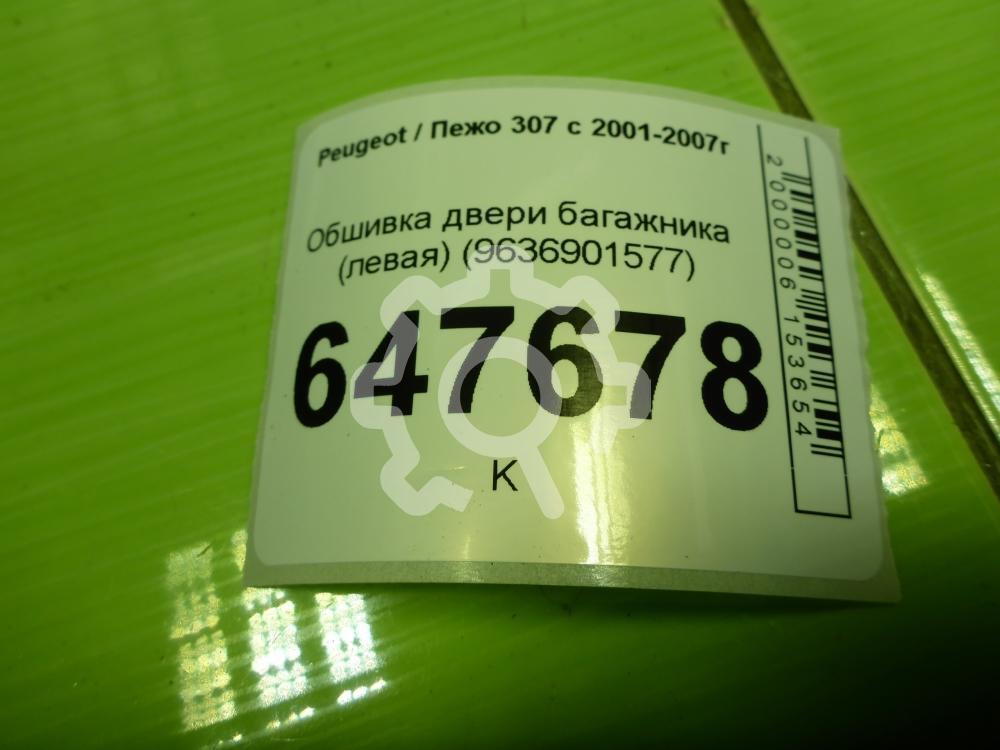 Peugeot / Пежо 307 с 2001-2007г
Обшивка двери багажника
(левая) (9636901577)
647678
К
2000006153654